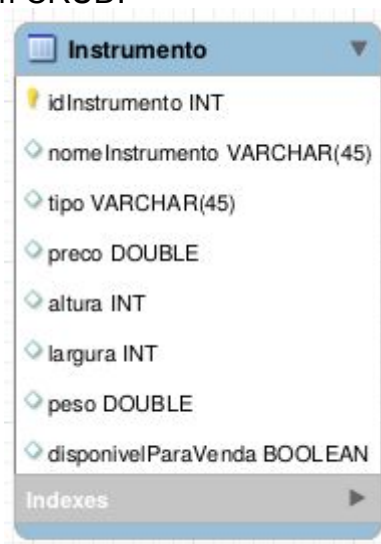 CRUD.
Instrumento
idInstrumento INT
nomeInstrumento VARCHAR(45)
tipo VARCHAR(45)
preco DOUBLE
altura INT
largura INT
peso DOUBLE
disponivelParaVenda BOOLEAN
Indexes